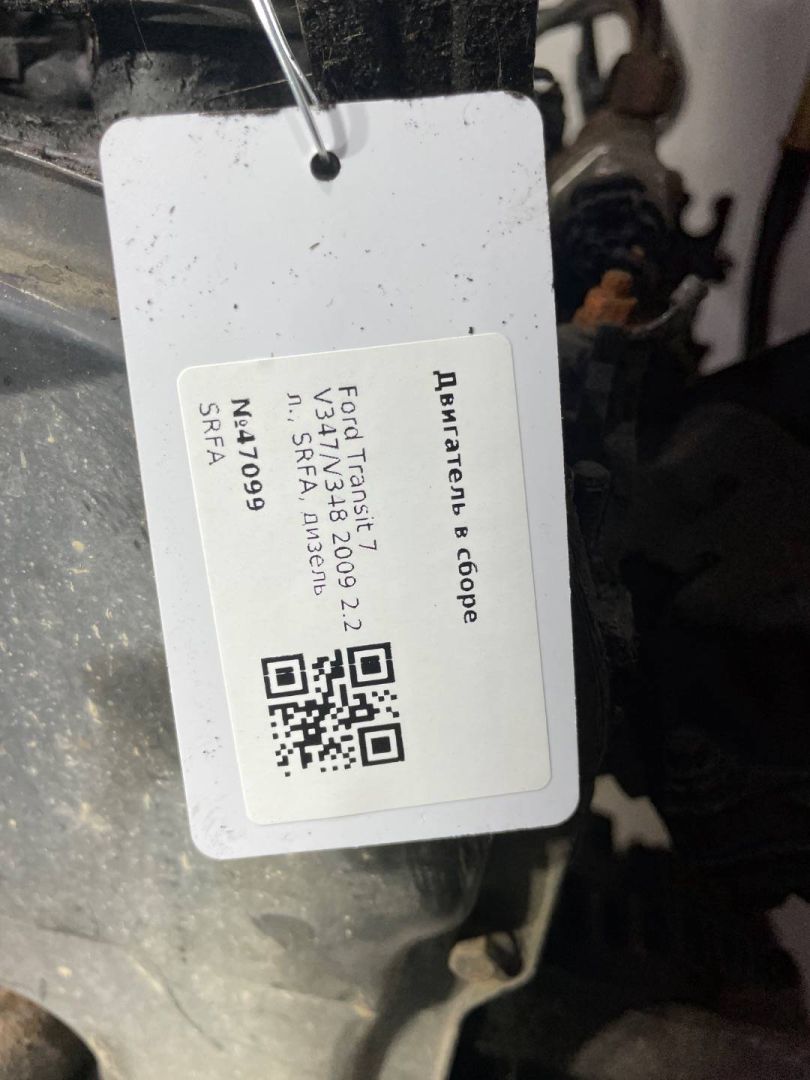 Двигатель в сборе
Ford Transit 7
V347/V348 2009 2.2
л., SRFA, дизель
№47099
SRFA